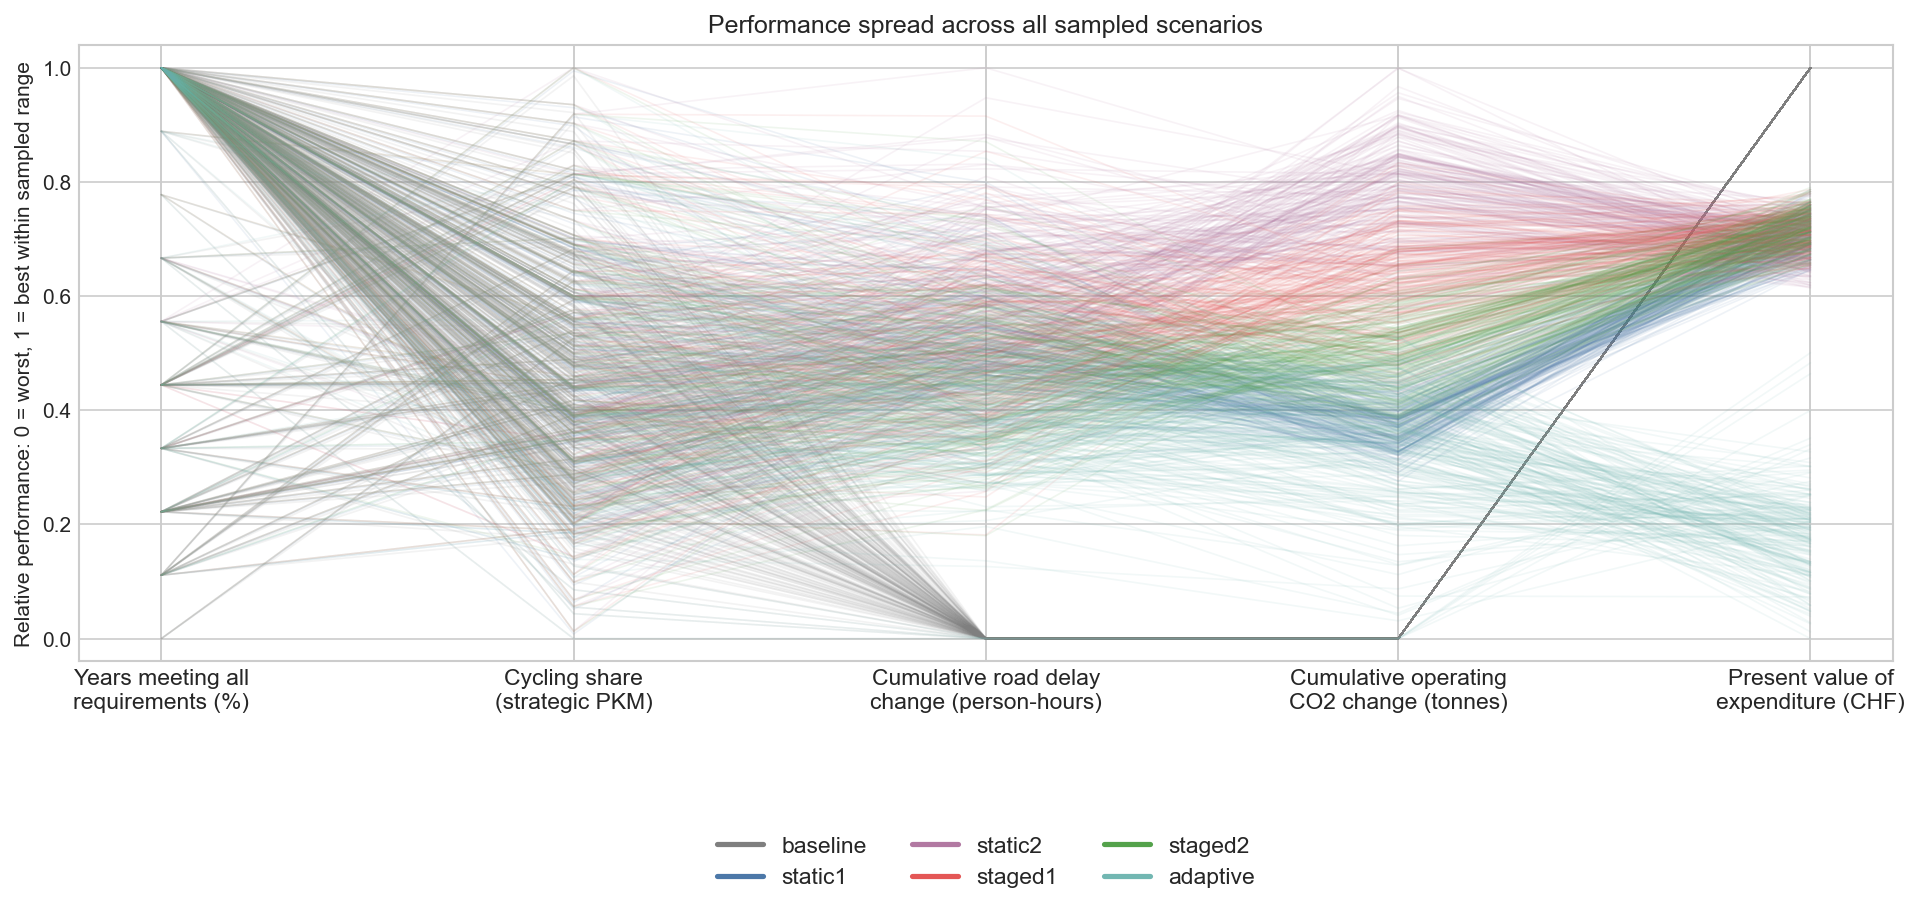 Performance spread across all sampled scenarios
Relative performance: 0 = worst, 1 = best within sampled range
1.0
0.8
0.6
0.4
0.2
0.0
Years meeting all
requirements (%)
Cycling share
(strategic PKM)
Cumulative road delay
change (person-hours)
Cumulative operating
CO2 change (tonnes)
Present value of
expenditure (CHF)
baseline
static1
static2
staged1
staged2
adaptive